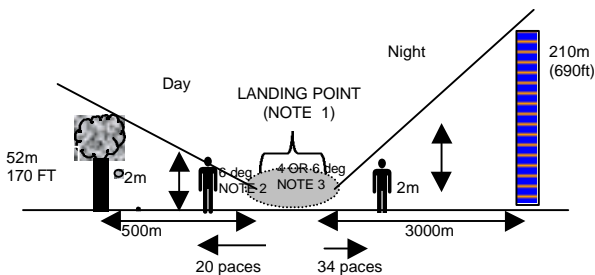 Night
Day
210m
(690ft)
LANDING POINT
(NOTE 1)
52m
170 FT
2m
6 deg
NOTE 2
4 OR 6 deg
NOTE 3
2m
500m
3000m
20 paces
34 paces